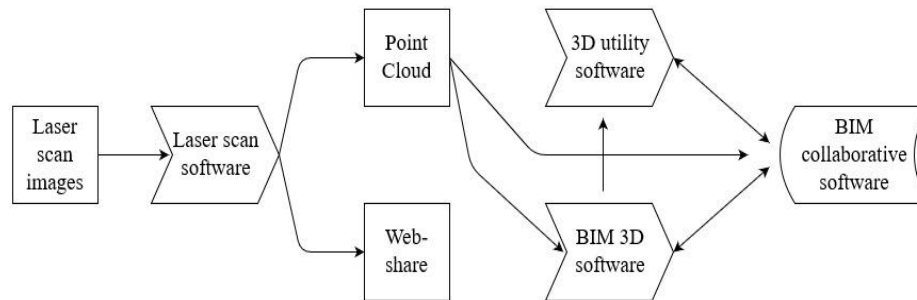 Laser
scan
images
Laser scan
software
Point
Cloud
Web-
share
3D utility
software
BIM 3D
software
BIM
collaborative
software